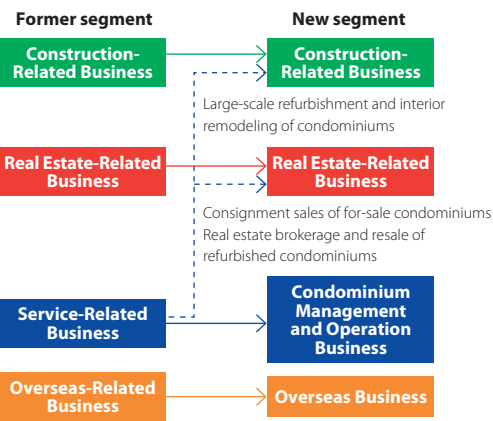 Former segment
New segment
Construction-
Related Business
Construction-
Related Business
Large-scale refurbishment and interior
remodeling of condominiums
Real Estate-Related
Business
Real Estate-Related
Business
Consignment sales of for-sale condominiums
Real estate brokerage and resale of
refurbished condominiums
Service-Related
Business
Condominium
Management
and Operation
Business
Overseas-Related
Business
Overseas Business